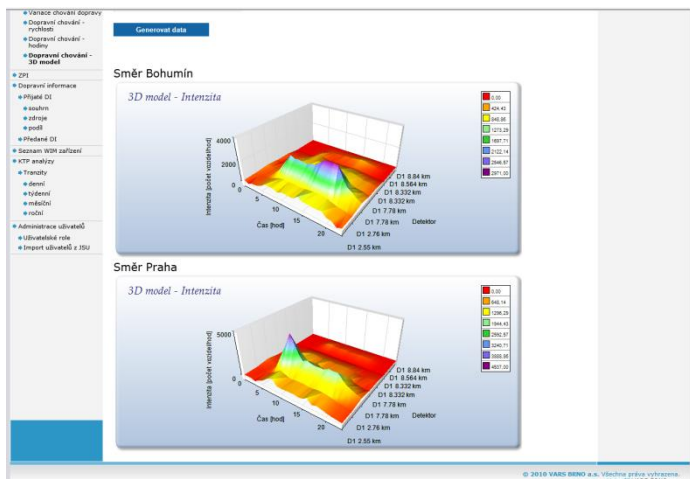 Variace chování dopravy
Dopravní chování -
rychlosti
Dopravní chování -
hodiny
Dopravní chování -
3D model
ZPI
Dopravní informace
Přijaté DI
souhrn
zdroje
podíl
Předané DI
Seznam WIM zařízení
KTP analýzy
Tranzity
denní
týdenní
měsíční
roční
Administrace uživatelů
Uživatelské role
Import uživatelů z JSU
Generovat data
Směr Bohumín
3D model - Intenzita
4000
2000
0
Intenzita [počet vozidel/hod]
0
5
10
15
20
Čas [hod]
D1 8.84 km
D1 8.564 km
D1 8.332 km
D1 8.332 km
D1 7.78 km
D1 7.78 km
D1 2.76 km
D1 2.55 km
Detektor
0,00
424,43
848,86
1273,29
1697,71
2122,14
2546,57
2971,00
Směr Praha
3D model - Intenzita
5000
0
Intenzita [počet vozidel/hod]
0
5
10
15
20
Čas [hod]
D1 8.84 km
D1 8.564 km
D1 8.332 km
D1 8.332 km
D1 7.78 km
D1 7.78 km
D1 2.76 km
D1 2.55 km
Detektor
0,00
648,14
1296,29
1944,43
2592,57
3240,71
© 2010 VARS BRNO a.s. Všechna práva vyhrazena.